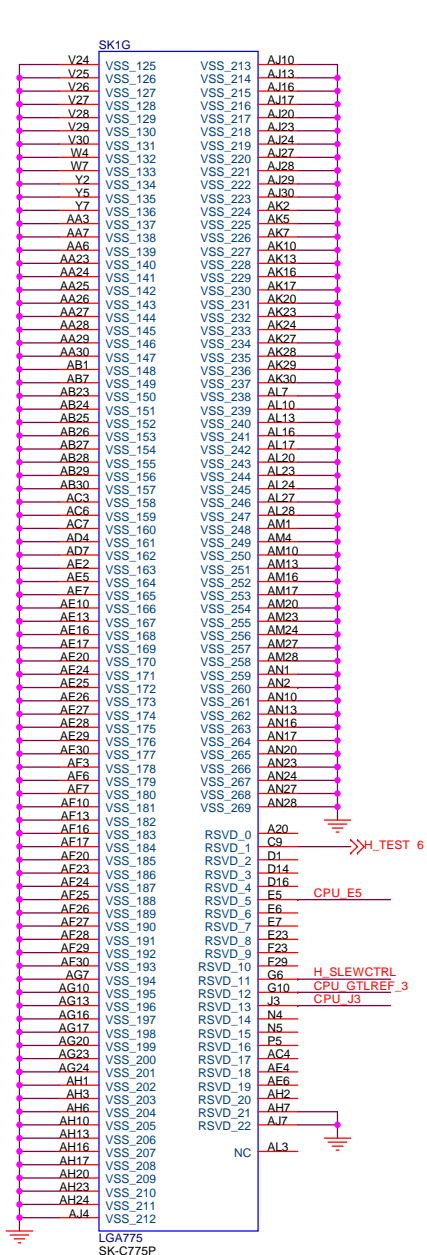 SK1G
V24 VSS_125 VSS_213 AJ10
V25 VSS_126 VSS_214 AJ13
V26 VSS_127 VSS_215 AJ16
V27 VSS_128 VSS_216 AJ17
V28 VSS_129 VSS_217 AJ20
V29 VSS_130 VSS_218 AJ23
V30 VSS_131 VSS_219 AJ24
W4 VSS_132 VSS_220 AJ27
W7 VSS_133 VSS_221 AJ28
Y2 VSS_134 VSS_222 AJ29
Y5 VSS_135 VSS_223 AJ30
Y7 VSS_136 VSS_224 AK2
AA3 VSS_137 VSS_225 AK5
AA7 VSS_138 VSS_226 AK7
AA6 VSS_139 VSS_227 AK10
AA23 VSS_140 VSS_228 AK13
AA24 VSS_141 VSS_229 AK16
AA25 VSS_142 VSS_230 AK17
AA26 VSS_143 VSS_231 AK20
AA27 VSS_144 VSS_232 AK23
AA28 VSS_145 VSS_233 AK24
AA29 VSS_146 VSS_234 AK27
AA30 VSS_147 VSS_235 AK28
AB1 VSS_148 VSS_236 AK29
AB7 VSS_149 VSS_237 AK30
AB23 VSS_150 VSS_238 AL7
AB24 VSS_151 VSS_239 AL10
AB25 VSS_152 VSS_240 AL13
AB26 VSS_153 VSS_241 AL16
AB27 VSS_154 VSS_242 AL17
AB28 VSS_155 VSS_243 AL20
AB29 VSS_156 VSS_244 AL23
AB30 VSS_157 VSS_245 AL24
AC3 VSS_158 VSS_246 AL27
AC6 VSS_159 VSS_247 AL28
AC7 VSS_160 VSS_248 AM1
AD4 VSS_161 VSS_249 AM4
AD7 VSS_162 VSS_250 AM10
AE2 VSS_163 VSS_251 AM13
AE5 VSS_164 VSS_252 AM16
AE7 VSS_165 VSS_253 AM17
AE10 VSS_166 VSS_254 AM20
AE13 VSS_167 VSS_255 AM23
AE16 VSS_168 VSS_256 AM24
AE17 VSS_169 VSS_257 AM27
AE20 VSS_170 VSS_258 AM28
AE24 VSS_171 VSS_259 AN1
AE25 VSS_172 VSS_260 AN2
AE26 VSS_173 VSS_261 AN10
AE27 VSS_174 VSS_262 AN13
AE28 VSS_175 VSS_263 AN16
AE29 VSS_176 VSS_264 AN17
AE30 VSS_177 VSS_265 AN20
AF3 VSS_178 VSS_266 AN23
AF6 VSS_179 VSS_267 AN24
AF7 VSS_180 VSS_268 AN27
AF10 VSS_181 VSS_269 AN28
AF13 VSS_182
AF16 VSS_183 RSVD_0 A20
AF17 VSS_184 RSVD_1 C9 H_TEST 6
AF20 VSS_185 RSVD_2 D1
AF23 VSS_186 RSVD_3 D14
AF24 VSS_187 RSVD_4 D16
AF25 VSS_188 RSVD_5 E5 CPU_E5
AF26 VSS_189 RSVD_6 E6
AF27 VSS_190 RSVD_7 E7
AF28 VSS_191 RSVD_8 E23
AF29 VSS_192 RSVD_9 F23
AF30 VSS_193 RSVD_10 F29
AG7 VSS_194 RSVD_11 G6 H_SLEWCTRL
AG10 VSS_195 RSVD_12 G10 CPU_GTLREF_3
AG13 VSS_196 RSVD_13 J3 CPU_J3
AG16 VSS_197 RSVD_14 N4
AG17 VSS_198 RSVD_15 N5
AG20 VSS_199 RSVD_16 P5
AG23 VSS_200 RSVD_17 AC4
AG24 VSS_201 RSVD_18 AE4
AH1 VSS_202 RSVD_19 AE6
AH3 VSS_203 RSVD_20 AH2
AH6 VSS_204 RSVD_21 AH7
AH10 VSS_205 RSVD_22 AJ7
AH13 VSS_206
AH16 VSS_207 NC AL3
AH17 VSS_208
AH20 VSS_209
AH23 VSS_210
AH24 VSS_211
AJ4 VSS_212
LGA775
SK-C775P